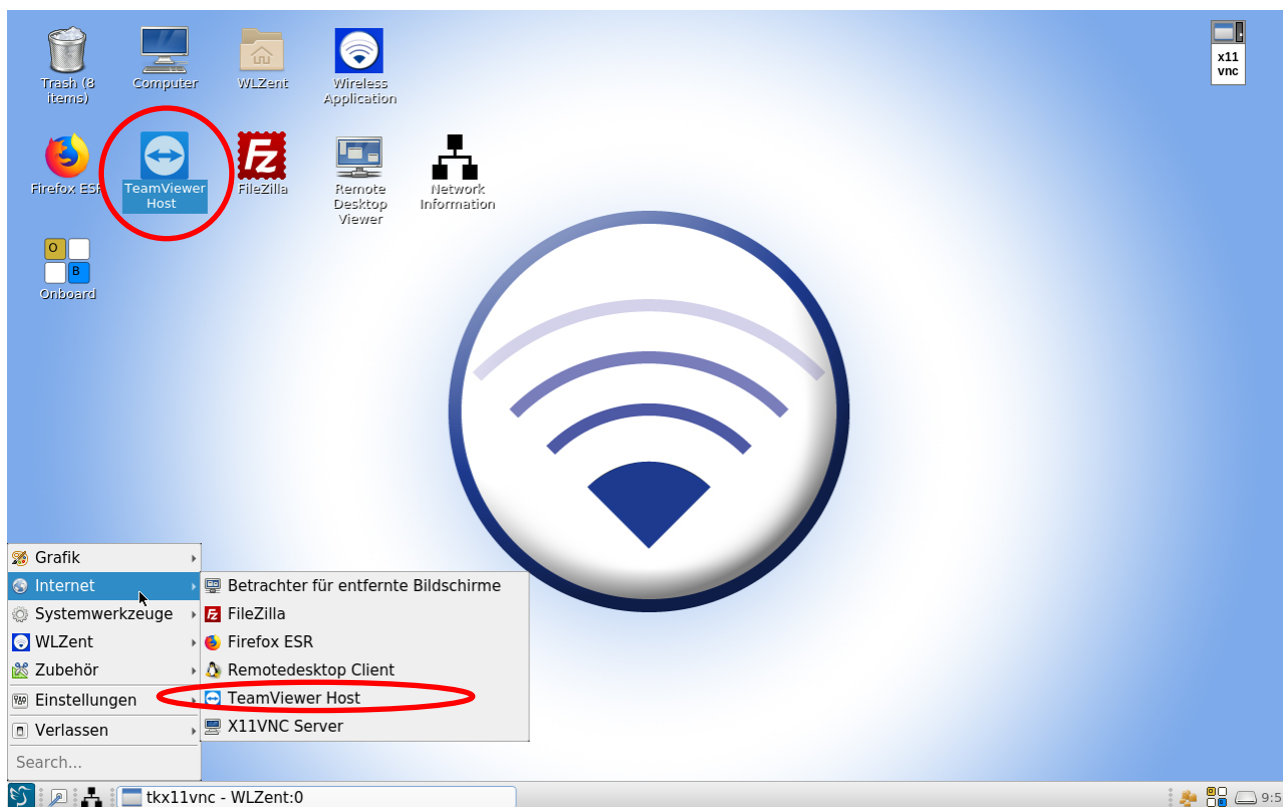 Trash (8
items)
Computer
WLZent
Wireless
Application
x11
vnc
Firefox ESR
TeamViewer
Host
FileZilla
Remote
Desktop
Viewer
Network
Information
O
B
Onboard
Grafik
Internet
Systemwerkzeuge
WLZent
Zubehör
Einstellungen
Verlassen
Search...
Betrachter für entfernte Bildschirme
FileZilla
Firefox ESR
Remotedesktop Client
TeamViewer Host
X11VNC Server
tkx11vnc - WLZent:0
9:5